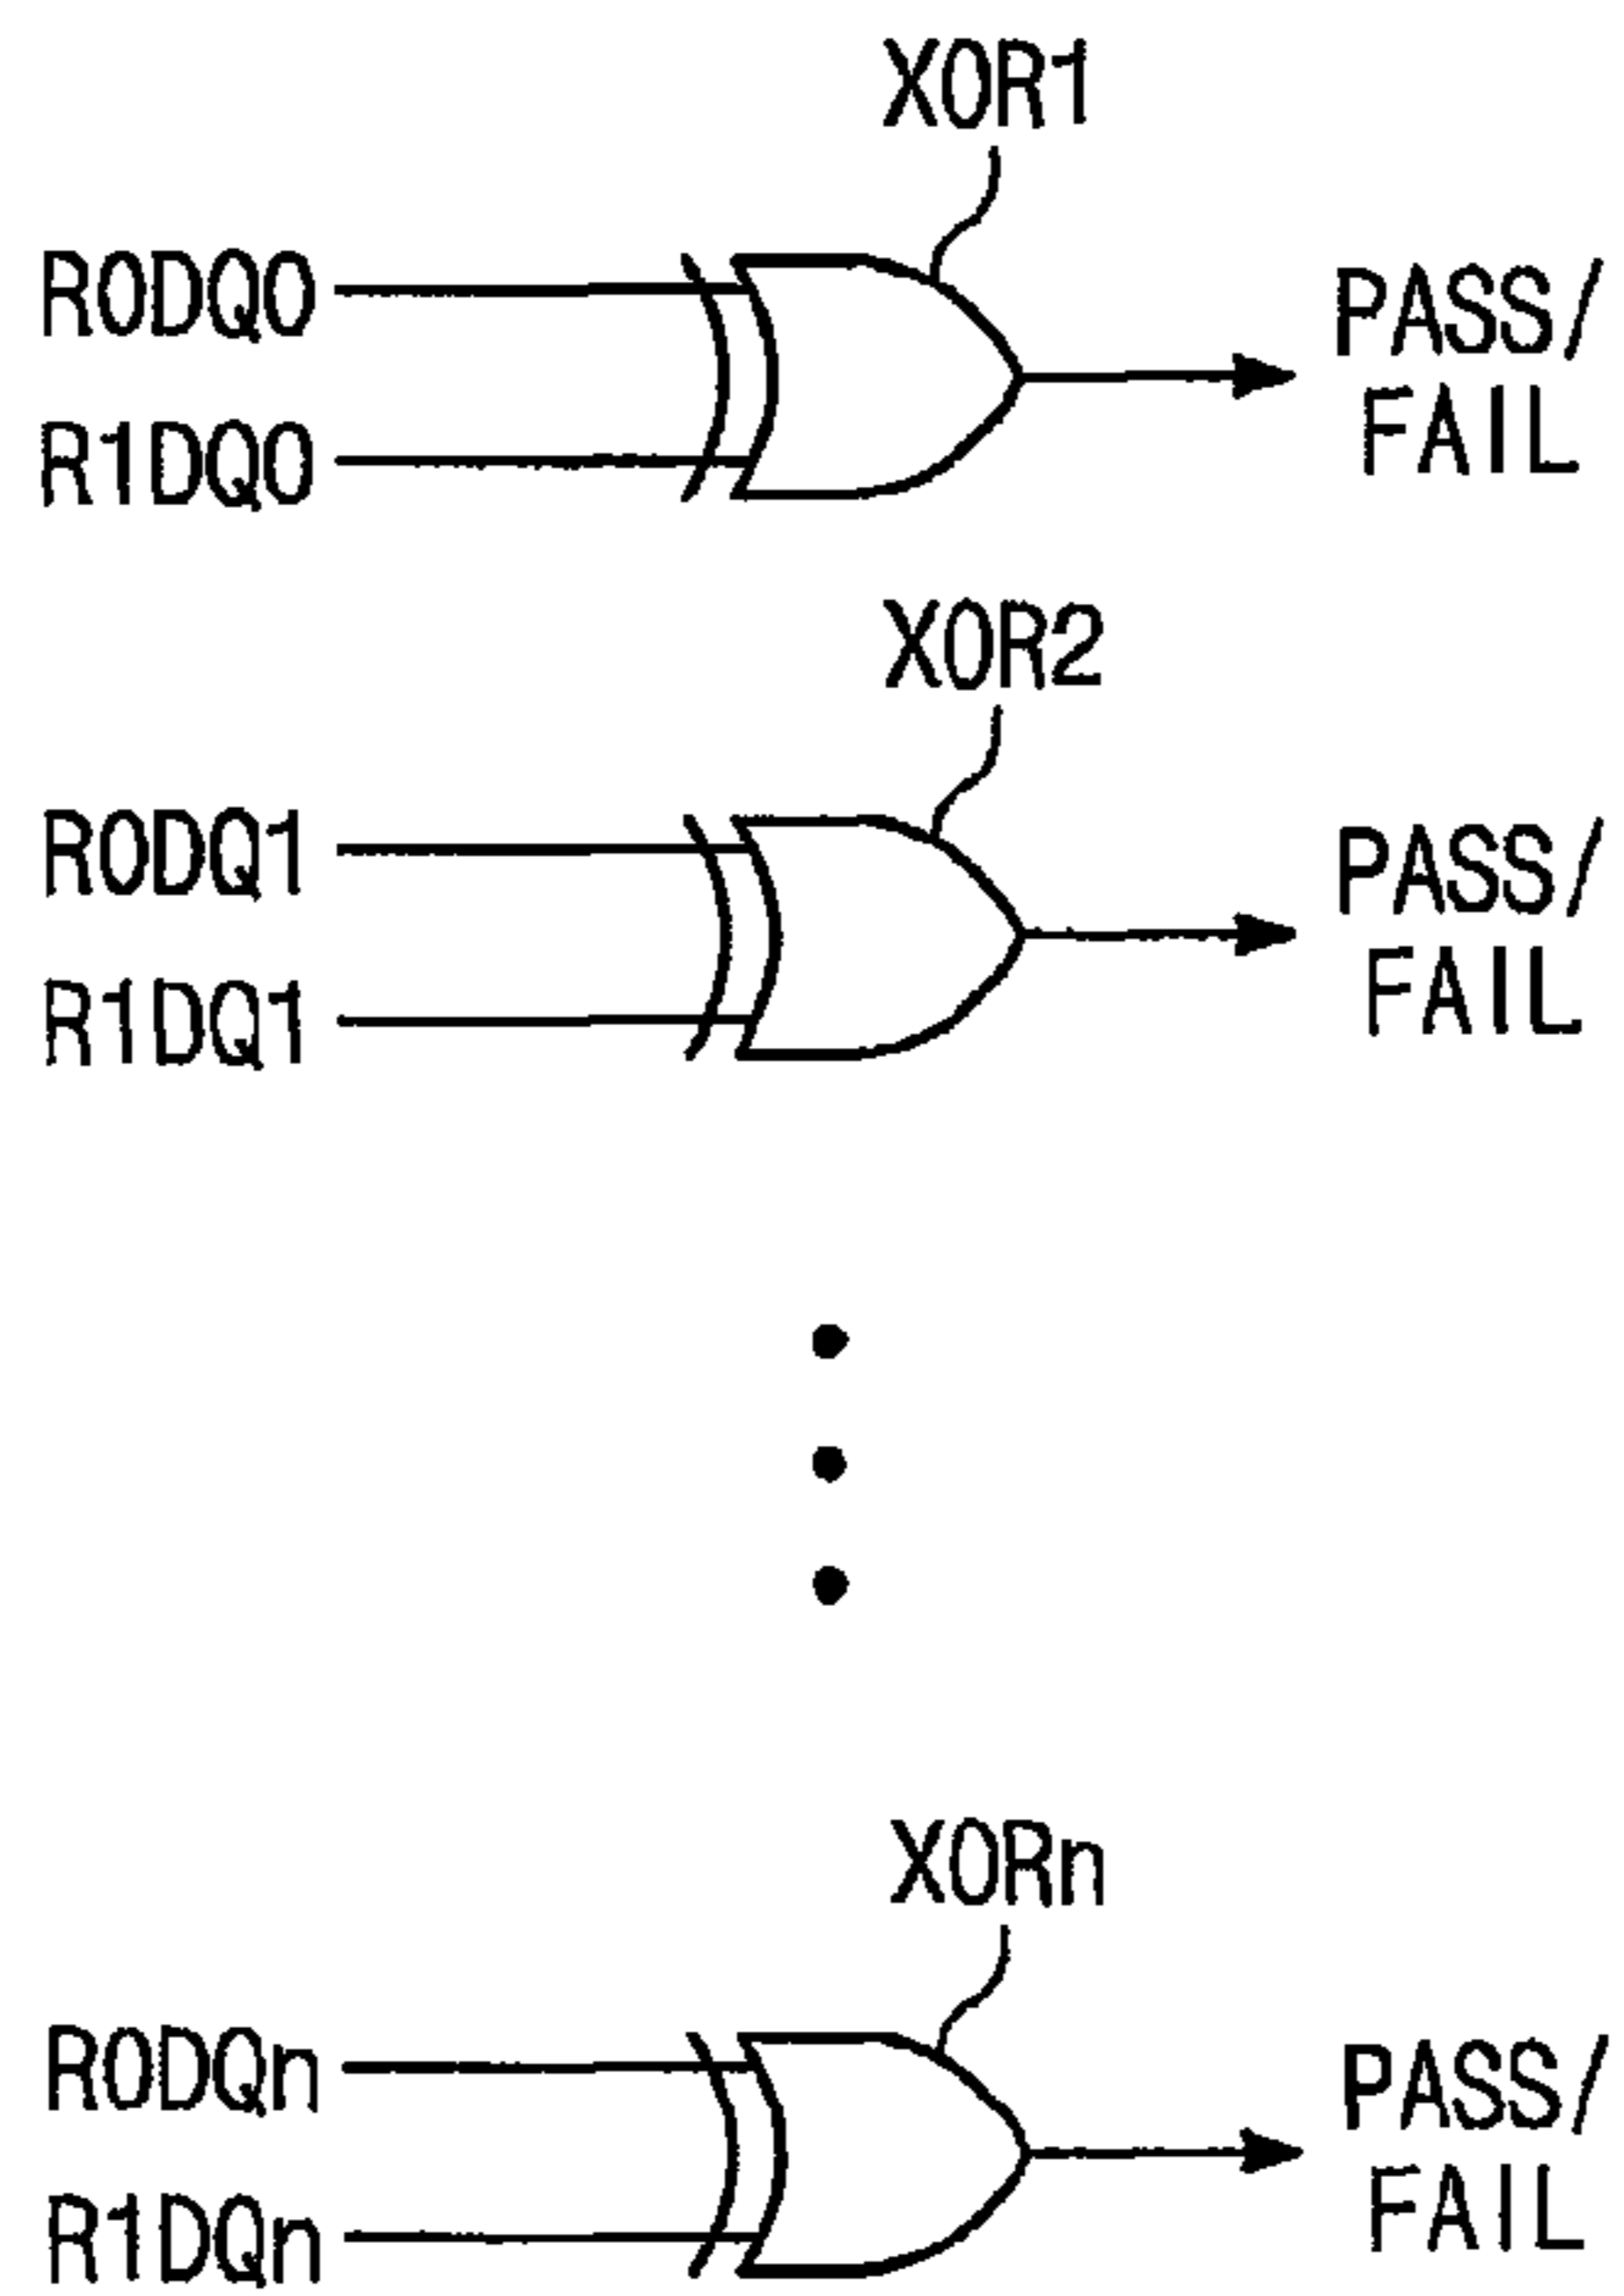 XOR1
R0DQ0
R1DQ0
PASS/
FAIL
XOR2
R0DQ1
R1DQ1
PASS/
FAIL
XORn
R0DQn
R1DQn
PASS/
FAIL